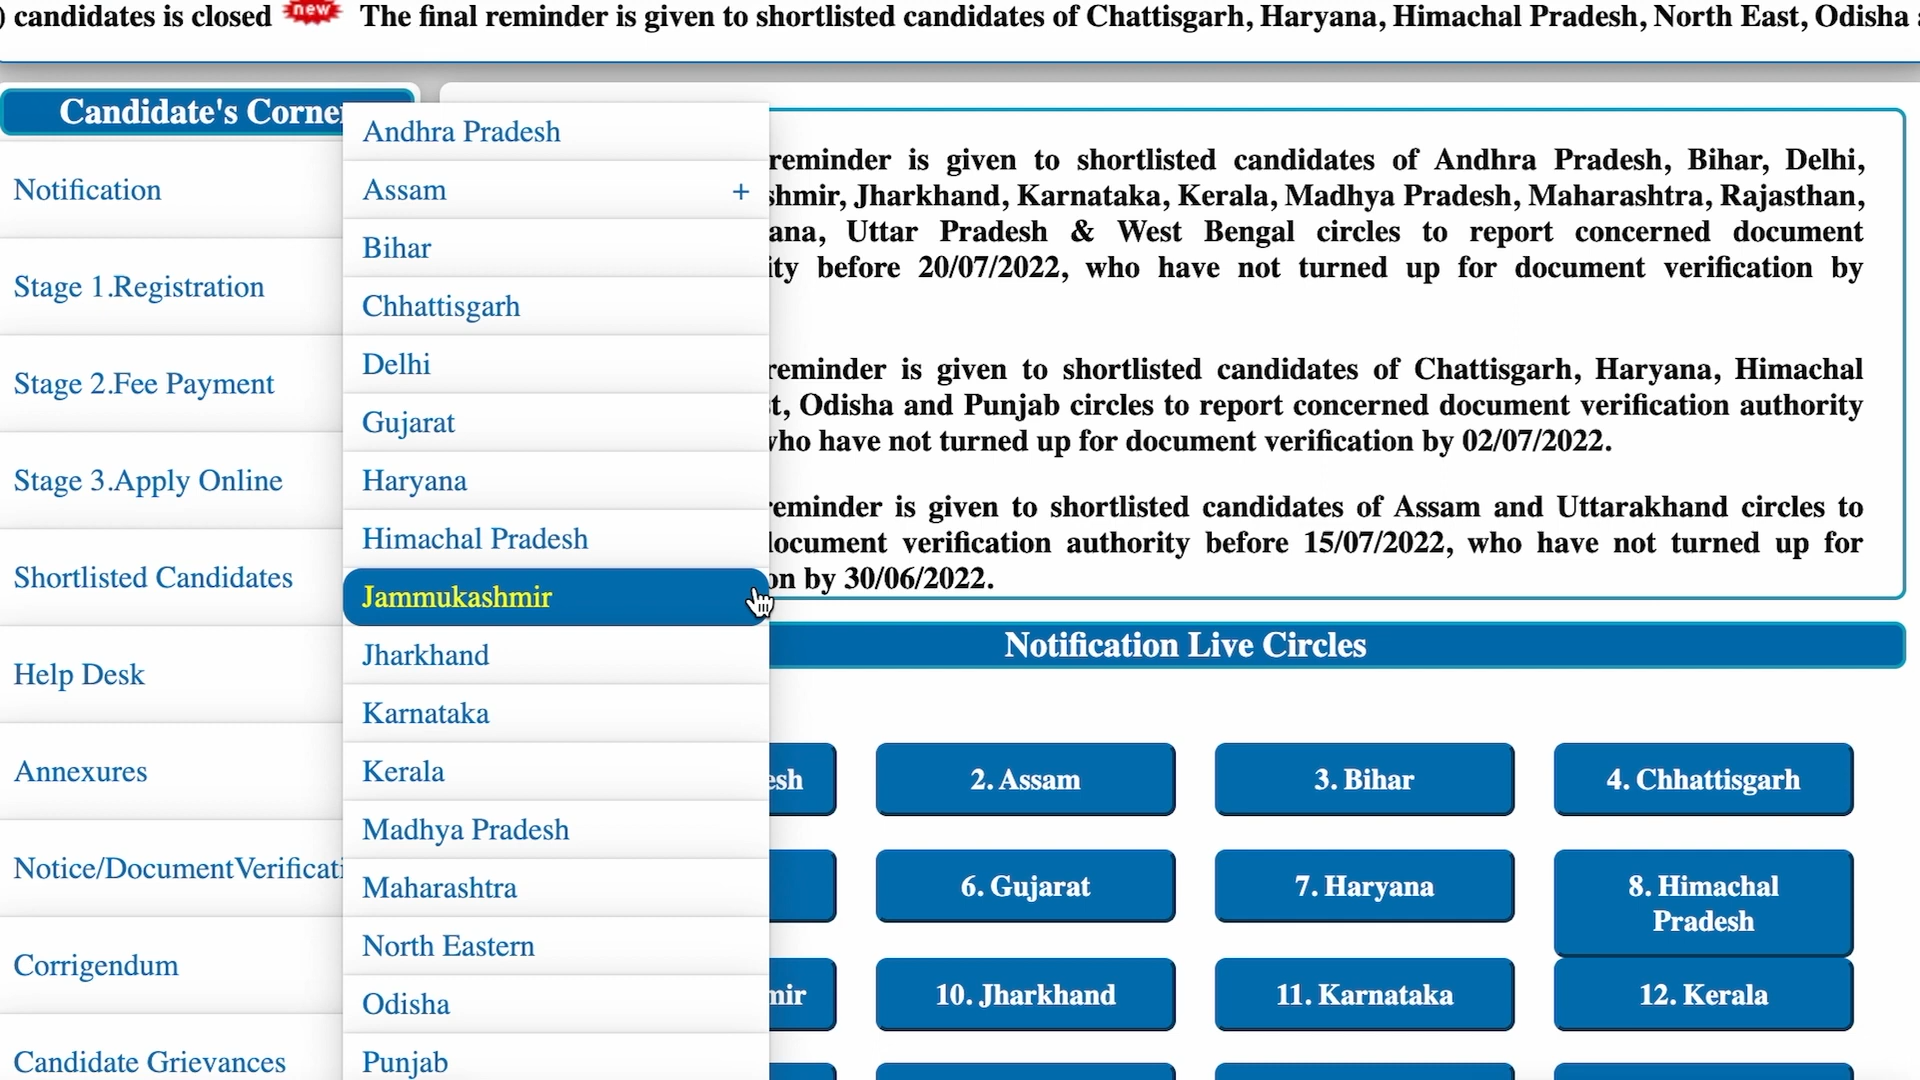 ) candidates is closed new The final reminder is given to shortlisted candidates of Chattisgarh, Haryana, Himachal Pradesh, North East, Odisha
Candidate's Corner
Notification
Stage 1.Registration
Stage 2.Fee Payment
Stage 3.Apply Online
Shortlisted Candidates
Help Desk
Annexures
Notice/DocumentVerificati
Corrigendum
Candidate Grievances
Andhra Pradesh
Assam +
Bihar
Chhattisgarh
Delhi
Gujarat
Haryana
Himachal Pradesh
Jammukashmir
Jharkhand
Karnataka
Kerala
Madhya Pradesh
Maharashtra
North Eastern
Odisha
Punjab
reminder is given to shortlisted candidates of Andhra Pradesh, Bihar, Delhi,
shmir, Jharkhand, Karnataka, Kerala, Madhya Pradesh, Maharashtra, Rajasthan,
ana, Uttar Pradesh & West Bengal circles to report concerned document
ity before 20/07/2022, who have not turned up for document verification by
reminder is given to shortlisted candidates of Chattisgarh, Haryana, Himachal
t, Odisha and Punjab circles to report concerned document verification authority
who have not turned up for document verification by 02/07/2022.
reminder is given to shortlisted candidates of Assam and Uttarakhand circles to
document verification authority before 15/07/2022, who have not turned up for
on by 30/06/2022.
Notification Live Circles
esh 2. Assam 3. Bihar 4. Chhattisgarh
6. Gujarat 7. Haryana 8. Himachal
Pradesh
mir 10. Jharkhand 11. Karnataka 12. Kerala